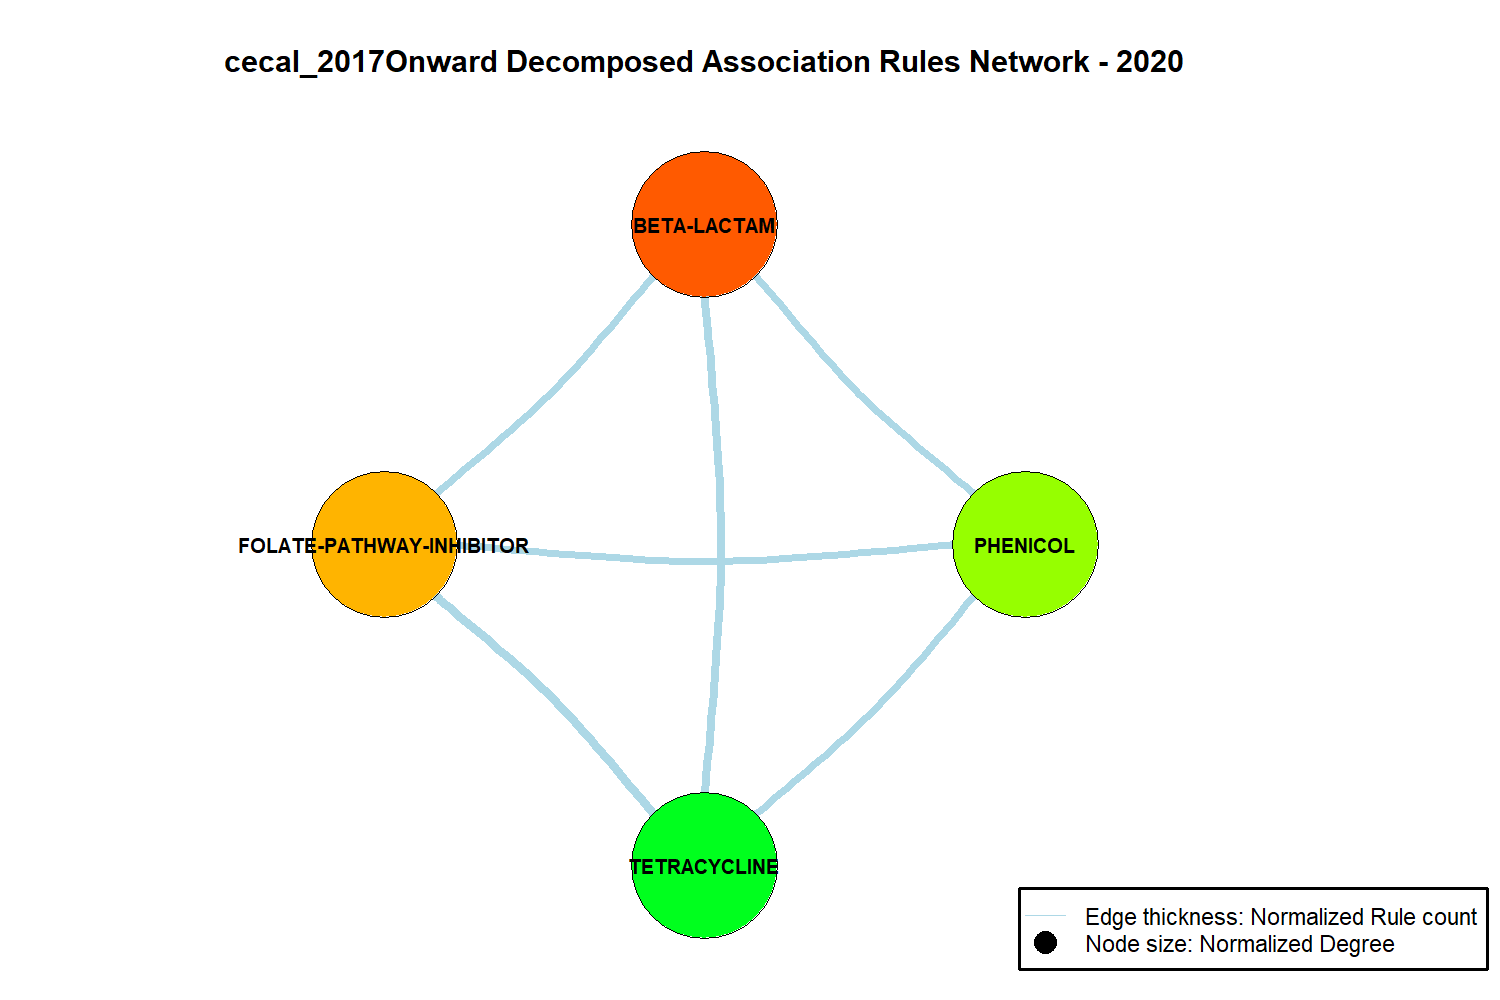 cecal_2017Onward Decomposed Association Rules Network - 2020
BETA-LACTAM
FOLATE-PATHWAY-INHIBITOR
PHENICOL
TETRACYCLINE
Edge thickness: Normalized Rule count
Node size: Normalized Degree